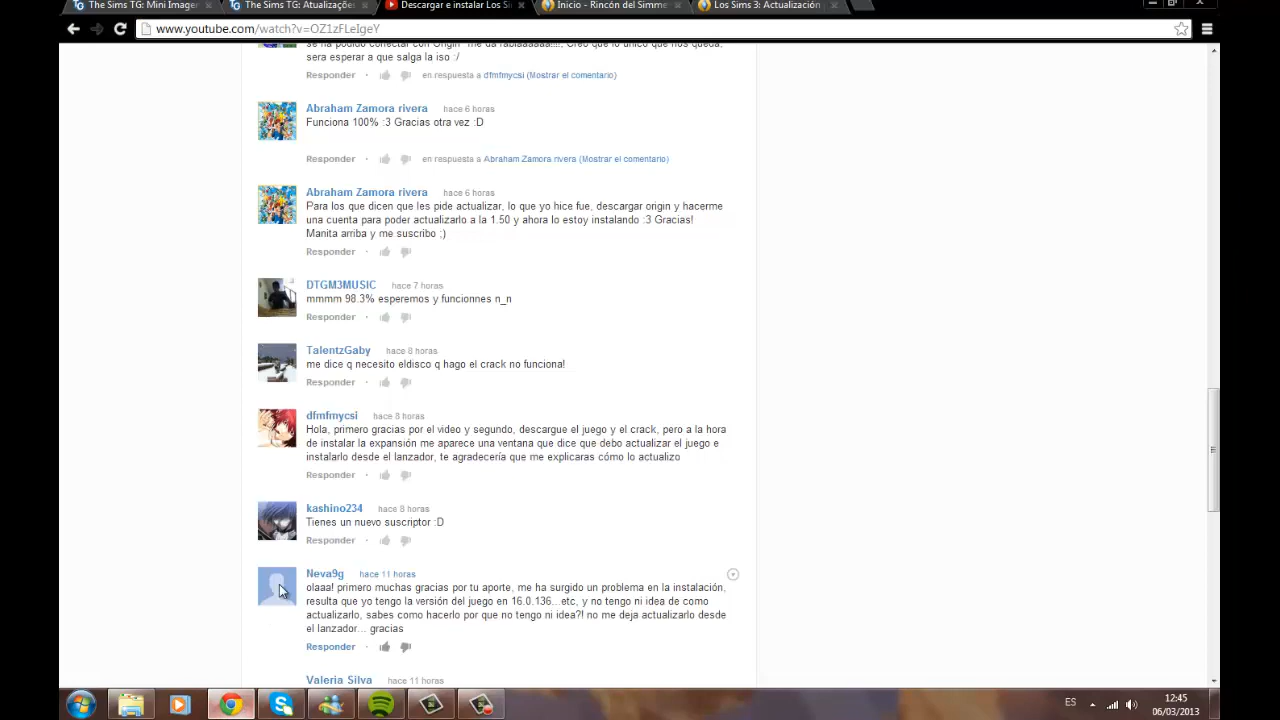 The Sims TG: Mini Imager
The Sims TG: Atualizações
Descargar e instalar Los Si
Inicio - Rincón del Simme
Los Sims 3: Actualización
www.youtube.com/watch?v=OZ1zFLeIgeY
sera esperar a que salga la iso :/
Responder · en respuesta a dfmfmycsi (Mostrar el comentario)
Abraham Zamora rivera hace 6 horas
Funciona 100% :3 Gracias otra vez :D
Responder · en respuesta a Abraham Zamora rivera (Mostrar el comentario)
Abraham Zamora rivera hace 6 horas
Para los que dicen que les pide actualizar, lo que yo hice fue, descargar origin y hacerme
una cuenta para poder actualizarlo a la 1.50 y ahora lo estoy instalando :3 Gracias!
Manita arriba y me suscribo ;)
Responder ·
DTGM3MUSIC hace 7 horas
mmmm 98.3% esperemos y funcionnes n_n
Responder ·
TalentzGaby hace 8 horas
me dice q necesito eldisco q hago el crack no funciona!
Responder ·
dfmfmycsi hace 8 horas
Hola, primero gracias por el video y segundo, descargue el juego y el crack, pero a la hora
de instalar la expansión me aparece una ventana que dice que debo actualizar el juego e
instalarlo desde el lanzador, te agradecería que me explicaras cómo lo actualizo
Responder ·
kashino234 hace 8 horas
Tienes un nuevo suscriptor :D
Responder ·
Neva9g hace 11 horas
olaaa! primero muchas gracias por tu aporte, me ha surgido un problema en la instalación,
resulta que yo tengo la versión del juego en 16.0.136...etc, y no tengo ni idea de como
actualizarlo, sabes como hacerlo por que no tengo ni idea?! no me deja actualizarlo desde
el lanzador... gracias
Responder ·
Valeria Silva hace 11 horas
ES
12:45
06/03/2013